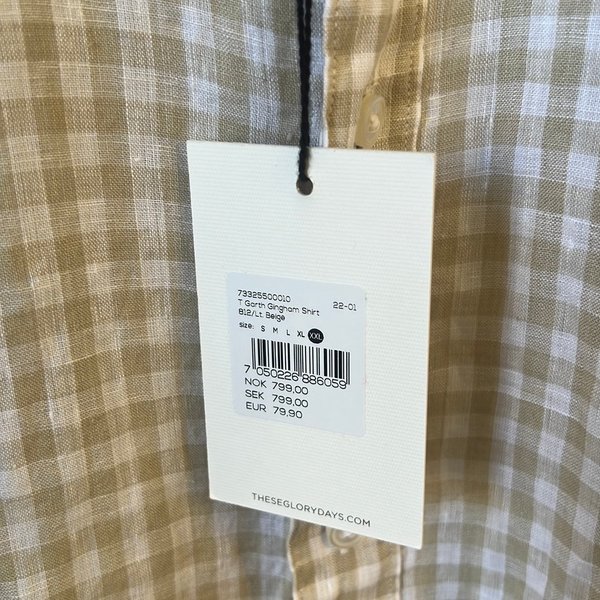 73325500010 22-01
T Garth Gingham Shirt
812/Lt. Beige
size: S M L XL XXL
7 050226 886059
NOK 799,00
SEK 799,00
EUR 79,90
THESEGLORYDAYS.COM